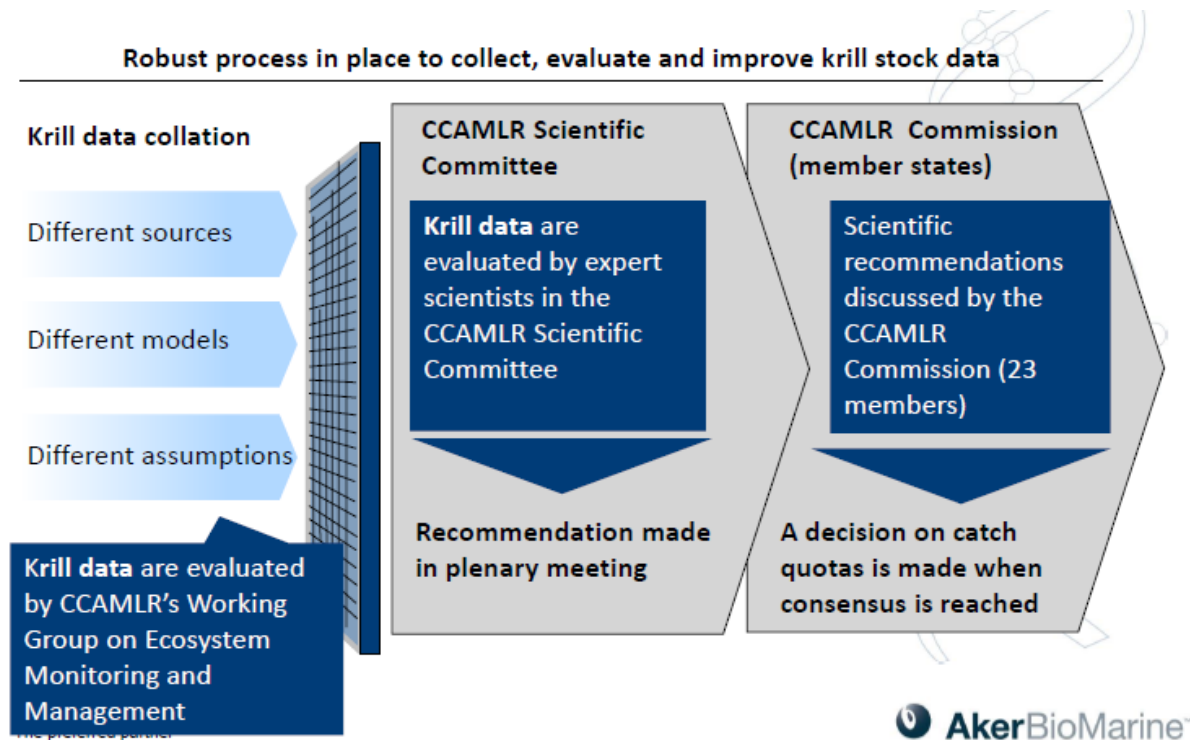 Robust process in place to collect, evaluate and improve krill stock data
Krill data collation
Different sources
Different models
Different assumptions
Krill data are evaluated
by CCAMLR's Working
Group on Ecosystem
Monitoring and
Management
The preferred partner
CCAMLR Scientific
Committee
Krill data are
evaluated by expert
scientists in the
CCAMLR Scientific
Committee
Recommendation made
in plenary meeting
CCAMLR Commission
(member states)
Scientific
recommendations
discussed by the
CCAMLR
Commission (23
members)
A decision on catch
quotas is made when
consensus is reached
AkerBioMarine™